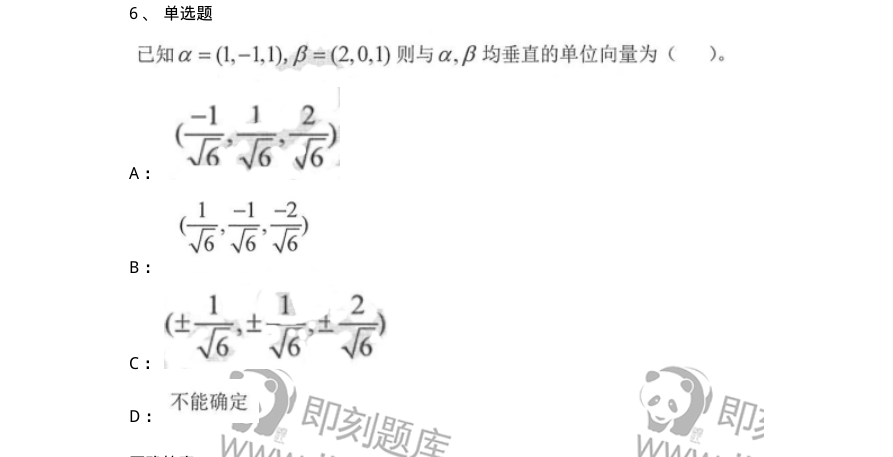 6、 单选题
已知α = (1,−1,1), β = (2,0,1) 则与α, β 均垂直的单位向量为（ ）。
A： (−1/√6, 1/√6, 2/√6)
B： (1/√6, −1/√6, −2/√6)
C： (±1/√6, ±1/√6, ±2/√6)
D： 不能确定
即刻题库